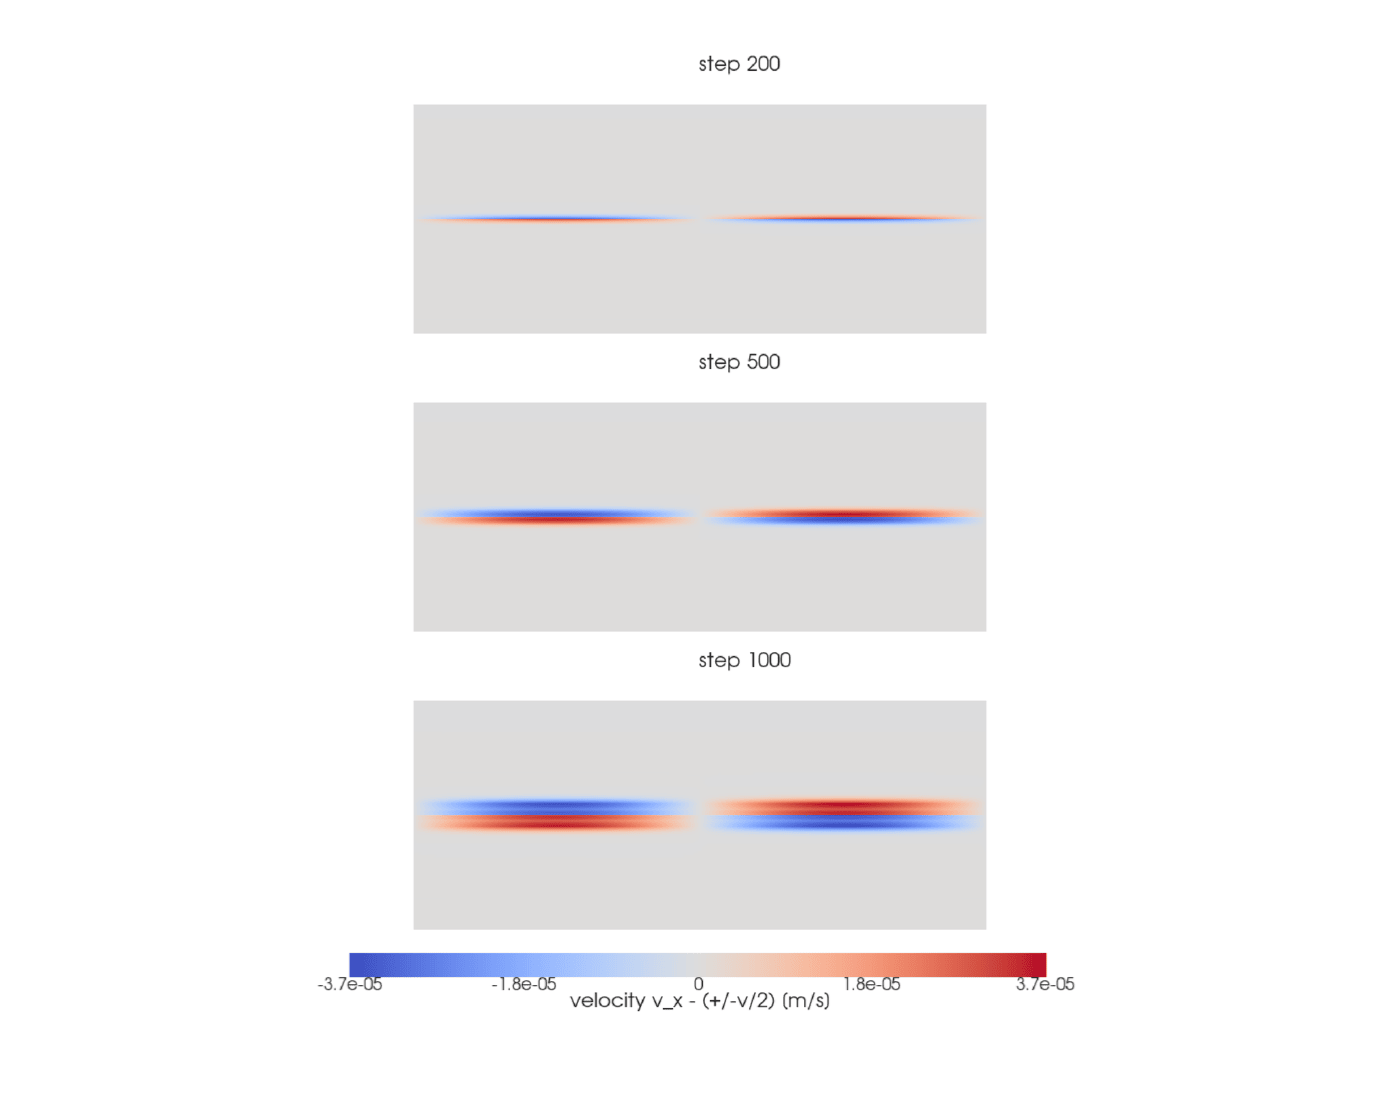 step 200
step 500
step 1000
-3.7e-05 -1.8e-05 0 1.8e-05 3.7e-05
velocity v_x - (+/-v/2) (m/s)